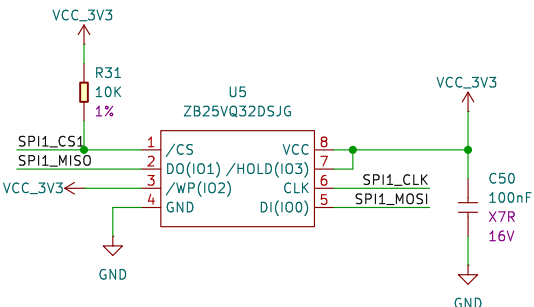 VCC_3V3
R31
10K
1%
U5
ZB25VQ32DSJG
VCC_3V3
SPI1_CS1 1 /CS VCC 8
SPI1_MISO 2 DO(IO1) /HOLD(IO3) 7
VCC_3V3 3 /WP(IO2) CLK 6 SPI1_CLK
4 GND DI(IO0) 5 SPI1_MOSI
C50
100nF
X7R
16V
GND
GND